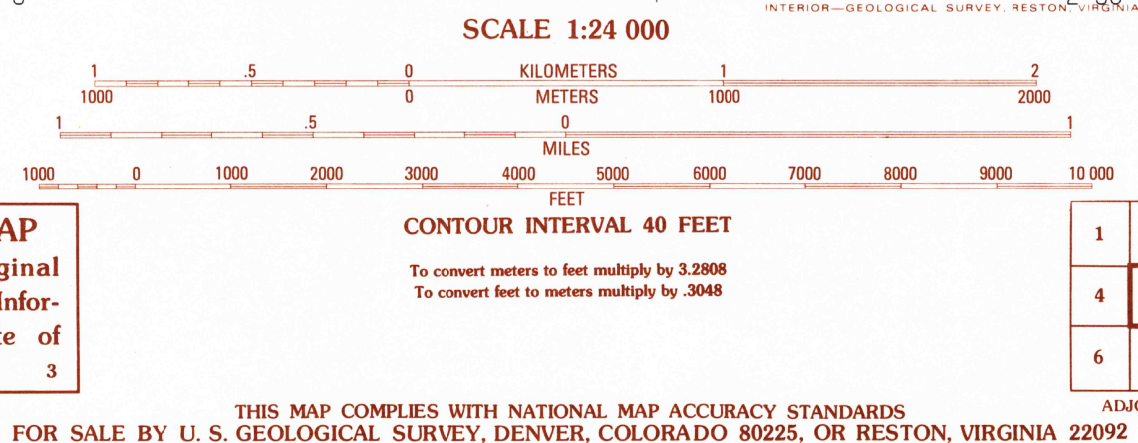 INTERIOR—GEOLOGICAL SURVEY, RESTON, VIRGINIA
SCALE 1:24 000
1 .5 0 KILOMETERS 1 2
1000 0 METERS 1000 2000
1 .5 0 1
MILES
1000 0 1000 2000 3000 4000 5000 6000 7000 8000 9000 10 000
FEET
CONTOUR INTERVAL 40 FEET
To convert meters to feet multiply by 3.2808
To convert feet to meters multiply by .3048
AP
ginal
Infor-
e of
3
1
4
6
ADJ
THIS MAP COMPLIES WITH NATIONAL MAP ACCURACY STANDARDS
FOR SALE BY U. S. GEOLOGICAL SURVEY, DENVER, COLORADO 80225, OR RESTON, VIRGINIA 22092